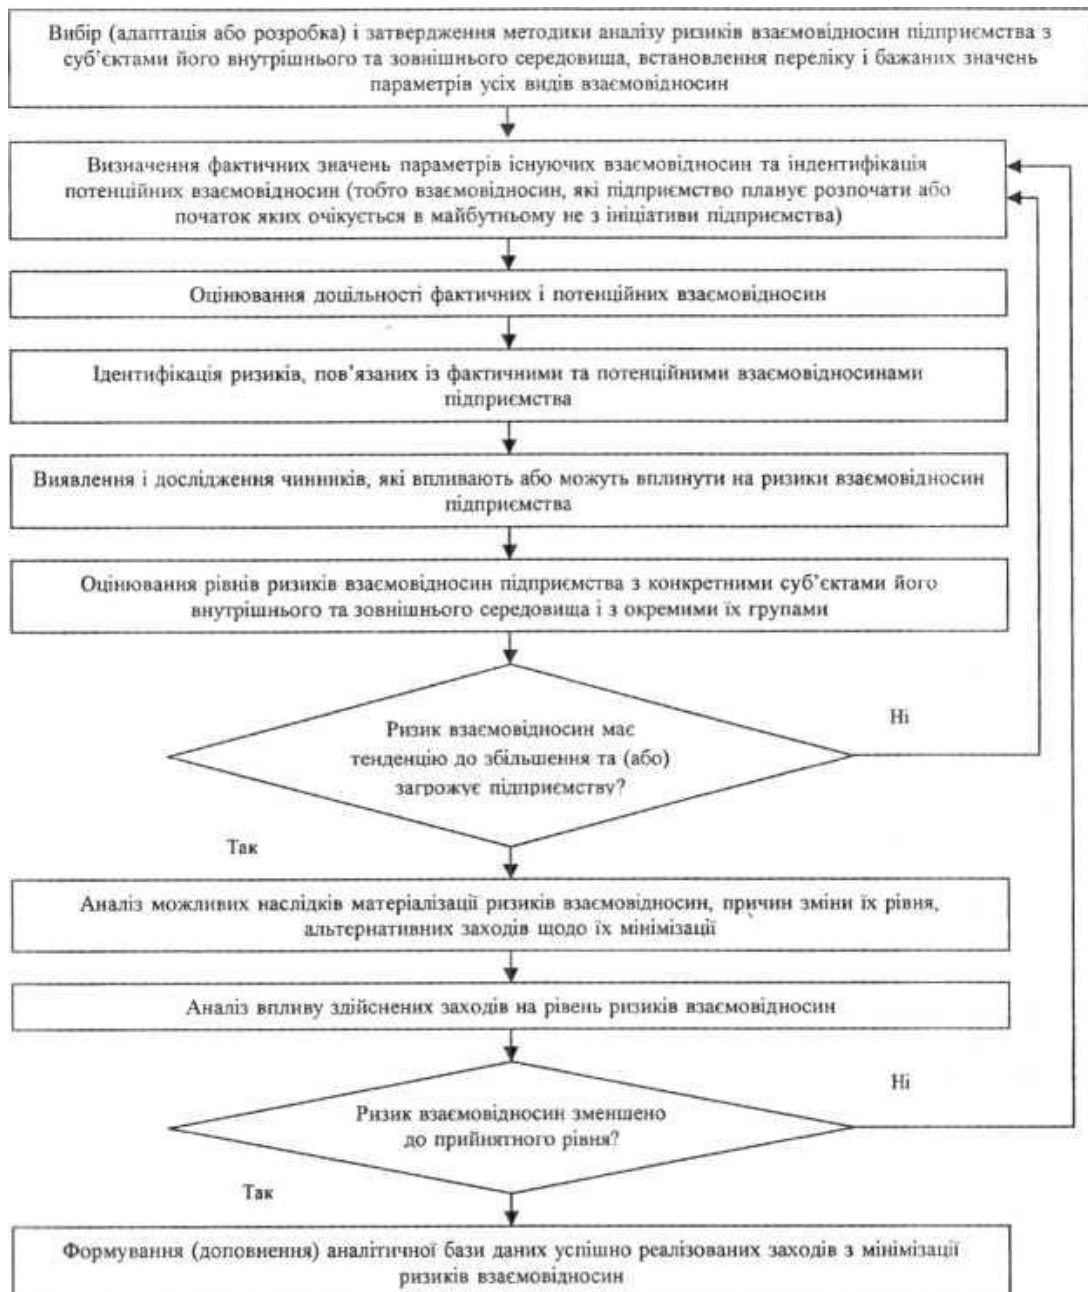 Вибір (адаптація або розробка) і затвердження методики аналізу ризиків взаємовідносин підприємства з
суб’єктами його внутрішнього та зовнішнього середовища, встановлення переліку і бажаних значень
параметрів усіх видів взаємовідносин
Визначення фактичних значень параметрів існуючих взаємовідносин та індентифікація
потенційних взаємовідносин (тобто взаємовідносин, які підприємство планує розпочати або
початок яких очікується в майбутньому не з ініціативи підприємства)
Оцінювання доцільності фактичних і потенційних взаємовідносин
Ідентифікація ризиків, пов’язаних із фактичними та потенційними взаємовідносинами
підприємства
Виявлення і дослідження чинників, які впливають або можуть вплинути на ризики взаємовідносин
підприємства
Оцінювання рівнів ризиків взаємовідносин підприємства з конкретними суб’єктами його
внутрішнього та зовнішнього середовища і з окремими їх групами
Ні
Ризик взаємовідносин має
тенденцію до збільшення та (або)
загрожує підприємству?
Так
Аналіз можливих наслідків матеріалізації ризиків взаємовідносин, причин зміни їх рівня,
альтернативних заходів щодо їх мінімізації
Аналіз впливу здійснених заходів на рівень ризиків взаємовідносин
Ні
Ризик взаємовідносин зменшено
до прийнятного рівня?
Так
Формування (доповнення) аналітичної бази даних успішно реалізованих заходів з мінімізації
ризиків взаємовідносин